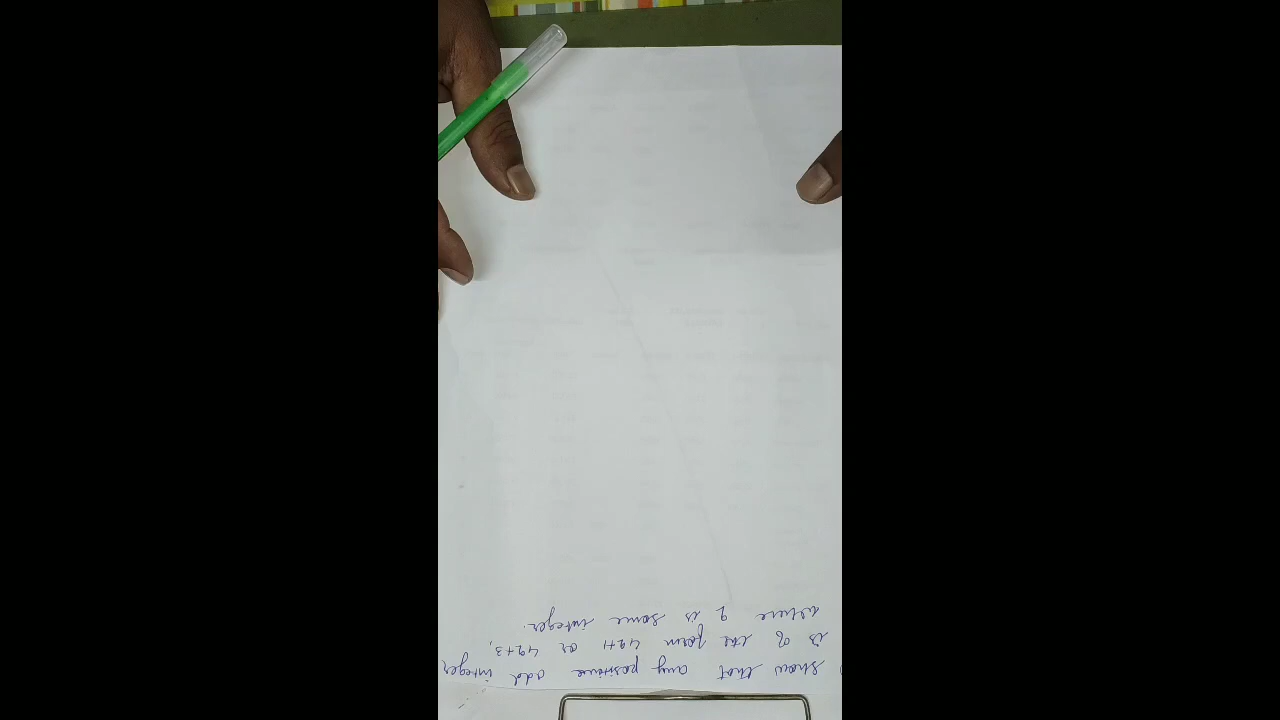 ) show that any positive odd integer
is of the form 4q+1 or 4q+3,
where q is some integer.